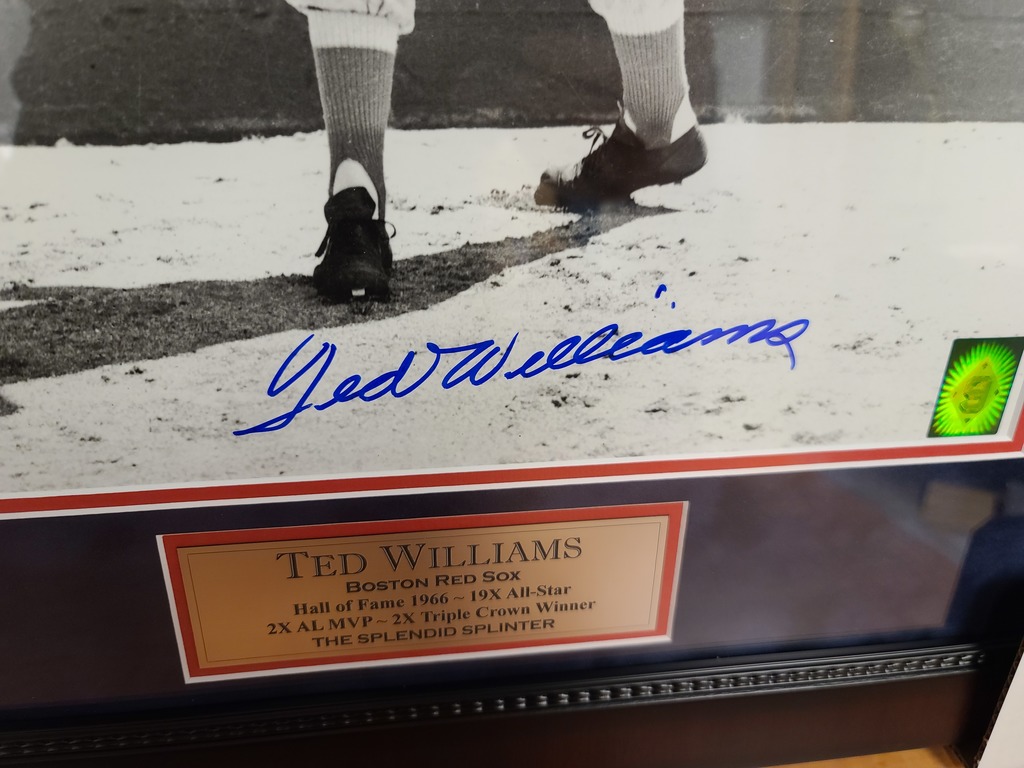 Ted Williams
TED WILLIAMS
BOSTON RED SOX
Hall of Fame 1966 ~ 19X All-Star
2X AL MVP ~ 2X Triple Crown Winner
THE SPLENDID SPLINTER